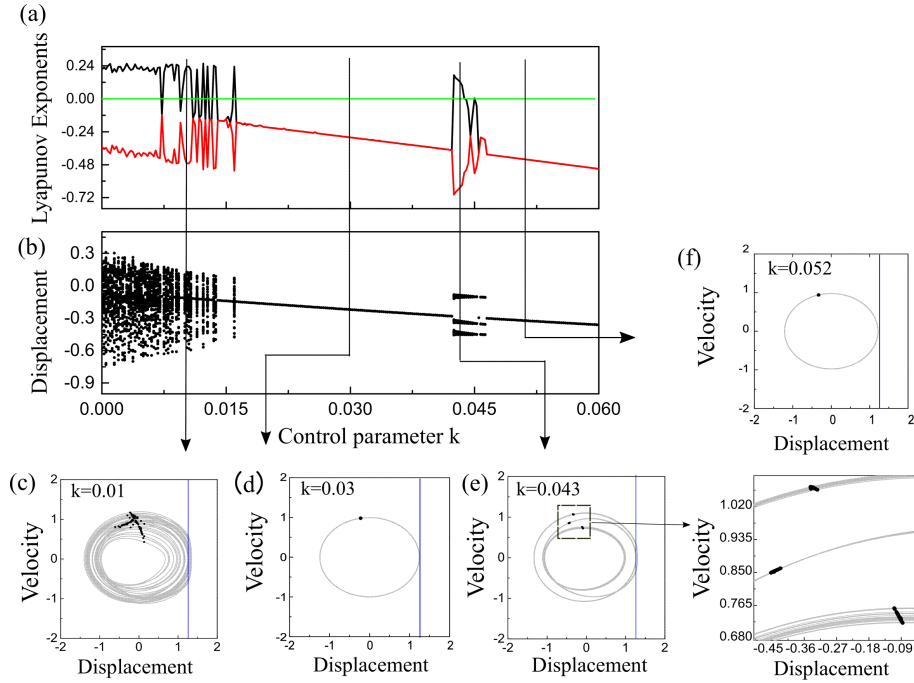 (a)
Lyapunov Exponents
0.24
0.00
-0.24
-0.48
-0.72
(b)
Displacement
0.3
0.0
-0.3
-0.6
-0.9
0.000 0.015 0.030 0.045 0.060
Control parameter k
(f)
k=0.052
Velocity
2
1
0
-1
-2
-2 -1 0 1 2
Displacement
(c)
k=0.01
Velocity
2
1
0
-1
-2
-2 0 2
Displacement
(d)
k=0.03
Velocity
2
1
0
-1
-2
-2 -1 0 1 2
Displacement
(e)
k=0.043
Velocity
2
1
0
-1
-2
-2 -1 0 1 2
Displacement
Velocity
1.020
0.935
0.850
0.765
0.680
-0.45 -0.36 -0.27 -0.18 -0.09
Displacement